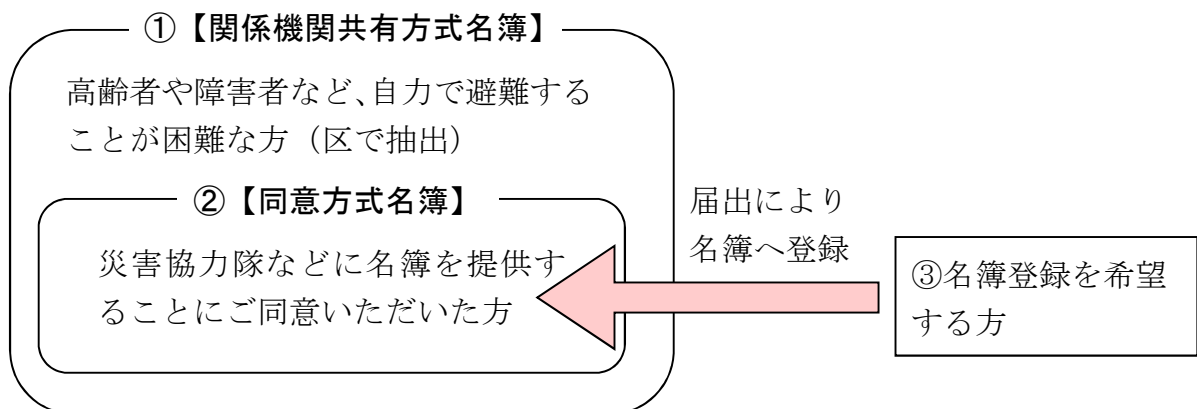 ①【関係機関共有方式名簿】
高齢者や障害者など、自力で避難する
ことが困難な方（区で抽出）
②【同意方式名簿】
災害協力隊などに名簿を提供す
ることにご同意いただいた方
届出により
名簿へ登録
③名簿登録を希望
する方